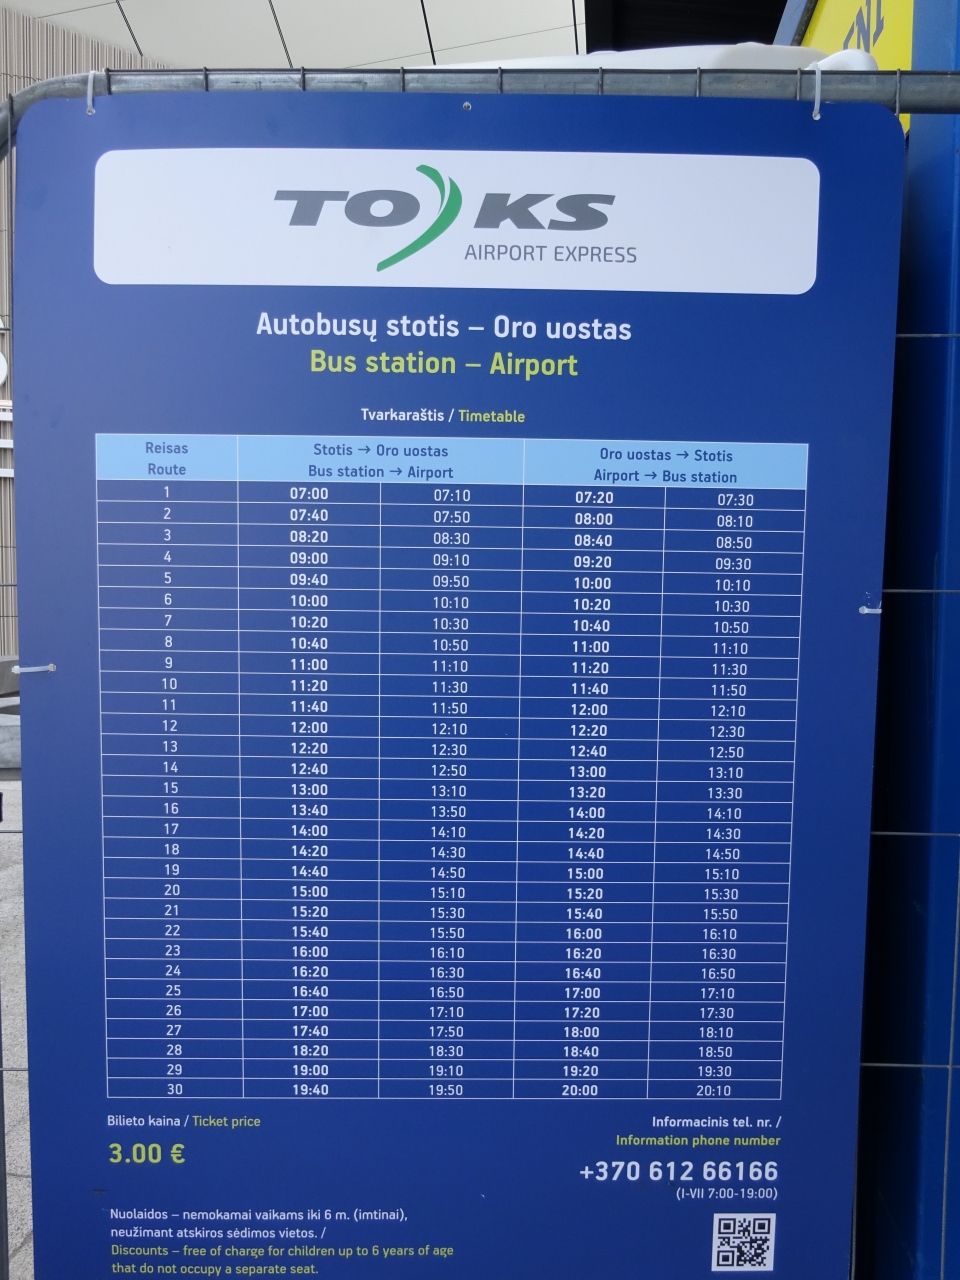 TOKS
AIRPORT EXPRESS
Autobusų stotis – Oro uostas
Bus station – Airport
Tvarkaraštis / Timetable
Reisas Route Stotis → Oro uostas Bus station → Airport Oro uostas → Stotis Airport → Bus station
1 07:00 07:10 07:20 07:30
2 07:40 07:50 08:00 08:10
3 08:20 08:30 08:40 08:50
4 09:00 09:10 09:20 09:30
5 09:40 09:50 10:00 10:10
6 10:00 10:10 10:20 10:30
7 10:20 10:30 10:40 10:50
8 10:40 10:50 11:00 11:10
9 11:00 11:10 11:20 11:30
10 11:20 11:30 11:40 11:50
11 11:40 11:50 12:00 12:10
12 12:00 12:10 12:20 12:30
13 12:20 12:30 12:40 12:50
14 12:40 12:50 13:00 13:10
15 13:00 13:10 13:20 13:30
16 13:40 13:50 14:00 14:10
17 14:00 14:10 14:20 14:30
18 14:20 14:30 14:40 14:50
19 14:40 14:50 15:00 15:10
20 15:00 15:10 15:20 15:30
21 15:20 15:30 15:40 15:50
22 15:40 15:50 16:00 16:10
23 16:00 16:10 16:20 16:30
24 16:20 16:30 16:40 16:50
25 16:40 16:50 17:00 17:10
26 17:00 17:10 17:20 17:30
27 17:40 17:50 18:00 18:10
28 18:20 18:30 18:40 18:50
29 19:00 19:10 19:20 19:30
30 19:40 19:50 20:00 20:10
Bilieto kaina / Ticket price
3.00 €
Informacinis tel. nr. /
Information phone number
+370 612 66166
(I-VII 7:00-19:00)
Nuolaidos – nemokamai vaikams iki 6 m. (imtinai),
neužimant atskiros sėdimos vietos. /
Discounts – free of charge for children up to 6 years of age
that do not occupy a separate seat.